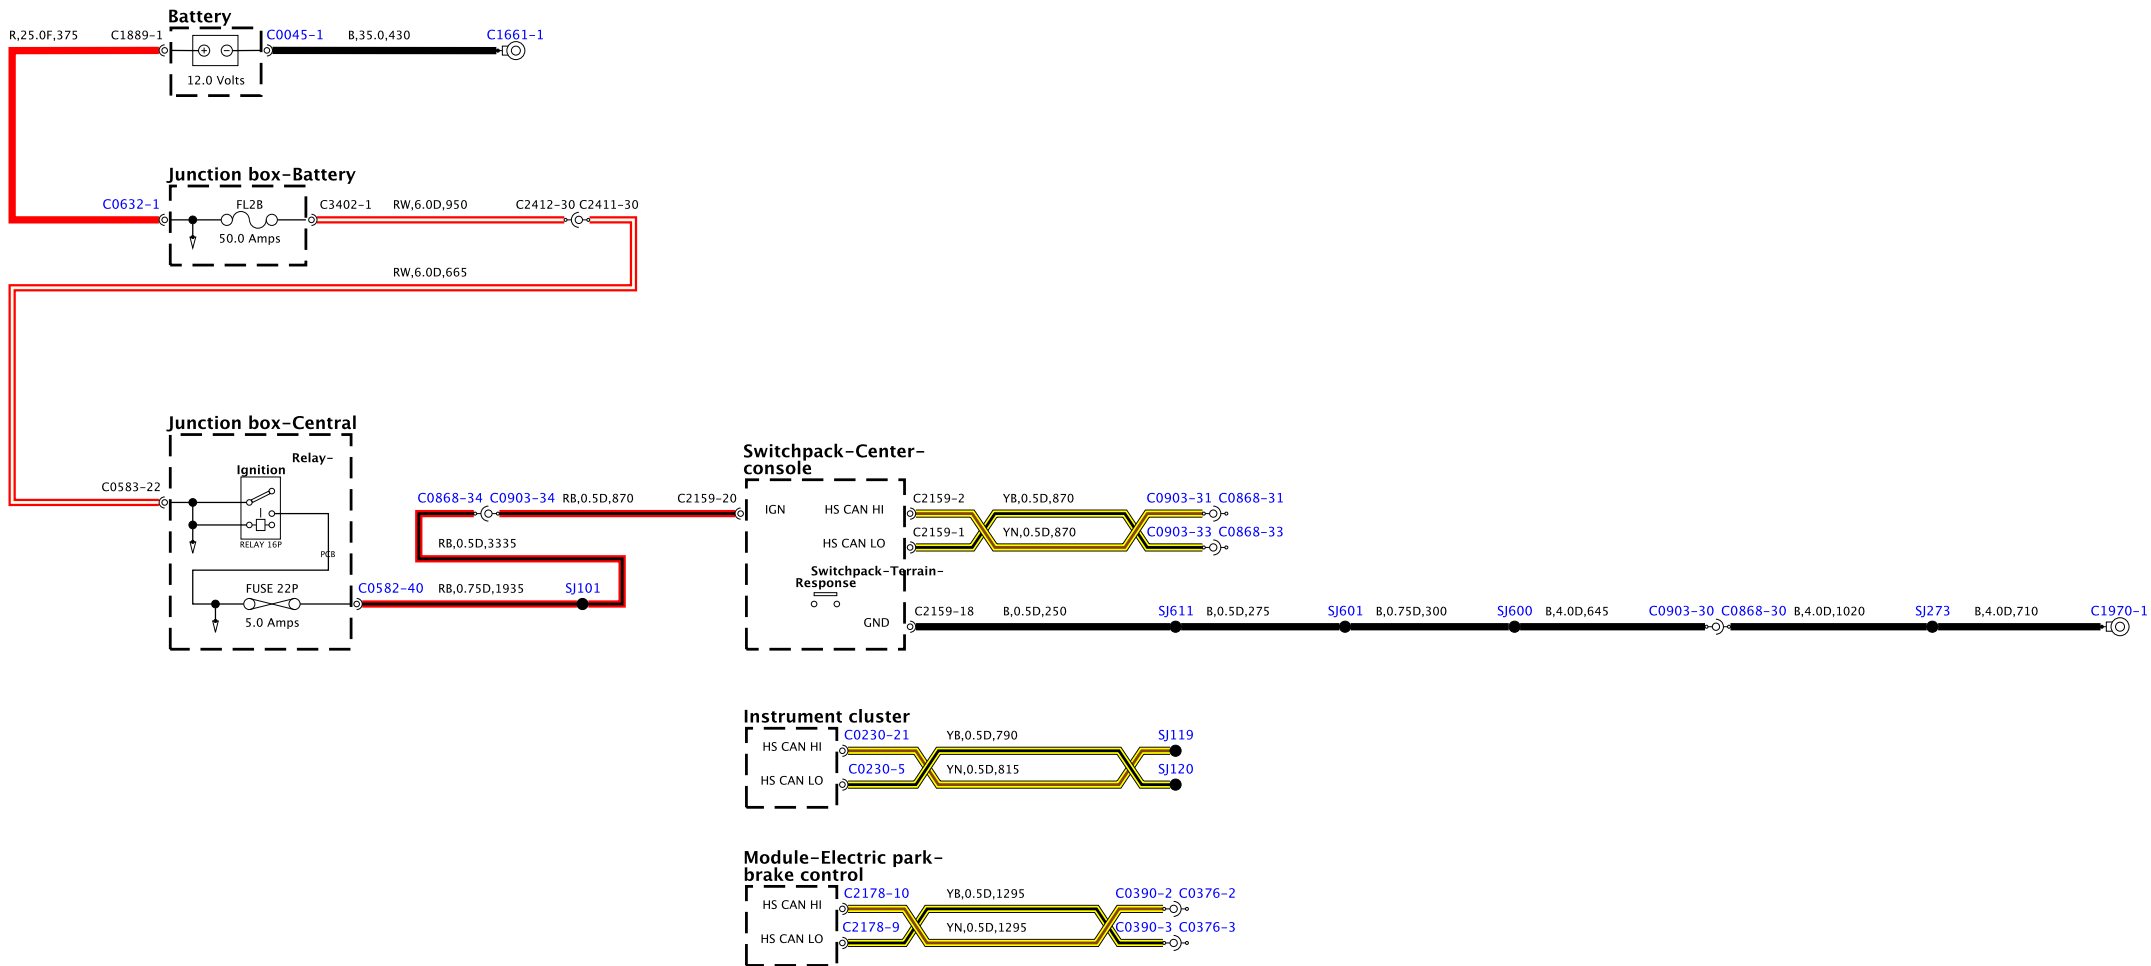 Battery
R,25.0F,375
C1889-1
C0045-1
B,35.0,430
C1661-1
12.0 Volts
Junction box-Battery
C0632-1
FL2B
C3402-1
RW,6.0D,950
C2412-30
C2411-30
50.0 Amps
RW,6.0D,665
Junction box-Central
Relay-
Ignition
C0583-22
RELAY 16P
PCB
FUSE 22P
5.0 Amps
C0582-40
RB,0.75D,1935
SJ101
RB,0.5D,3335
C0868-34
C0903-34
RB,0.5D,870
C2159-20
Switchpack-Center-
console
IGN
HS CAN HI
C2159-2
YB,0.5D,870
C0903-31
C0868-31
HS CAN LO
C2159-1
YN,0.5D,870
C0903-33
C0868-33
Switchpack-Terrain-
Response
GND
C2159-18
B,0.5D,250
SJ611
B,0.5D,275
SJ601
B,0.75D,300
SJ600
B,4.0D,645
C0903-30
C0868-30
B,4.0D,1020
SJ273
B,4.0D,710
C1970-1
Instrument cluster
HS CAN HI
C0230-21
YB,0.5D,790
SJ119
HS CAN LO
C0230-5
YN,0.5D,815
SJ120
Module-Electric park-
brake control
HS CAN HI
C2178-10
YB,0.5D,1295
C0390-2
C0376-2
HS CAN LO
C2178-9
YN,0.5D,1295
C0390-3
C0376-3